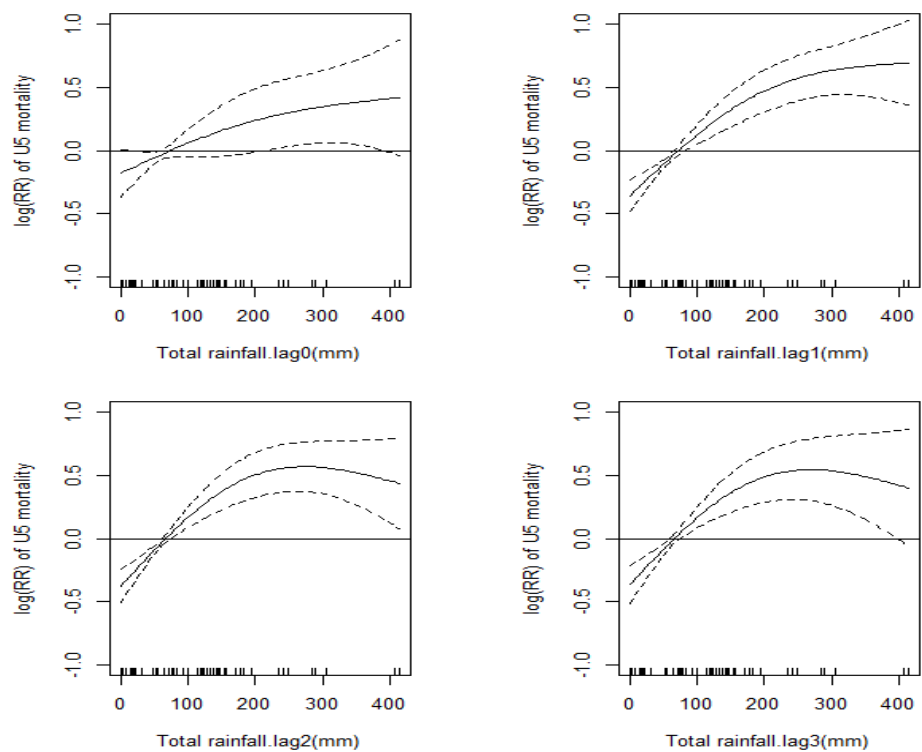 log(RR) of U5 mortality
1.0
0.5
0.0
-0.5
-1.0
0 100 200 300 400
Total rainfall.lag0(mm)
log(RR) of U5 mortality
1.0
0.5
0.0
-0.5
-1.0
0 100 200 300 400
Total rainfall.lag1(mm)
log(RR) of U5 mortality
1.0
0.5
0.0
-0.5
-1.0
0 100 200 300 400
Total rainfall.lag2(mm)
log(RR) of U5 mortality
1.0
0.5
0.0
-0.5
-1.0
0 100 200 300 400
Total rainfall.lag3(mm)